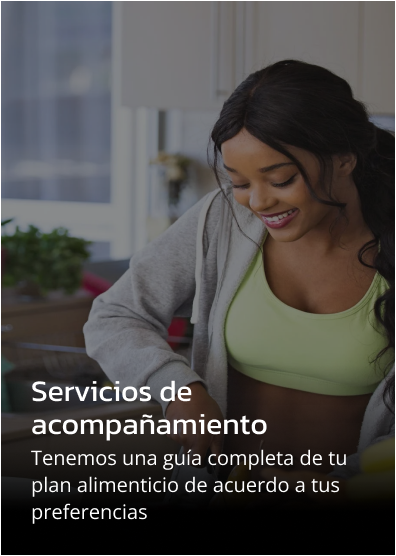 Servicios de
acompañamiento
Tenemos una guía completa de tu
plan alimenticio de acuerdo a tus
preferencias